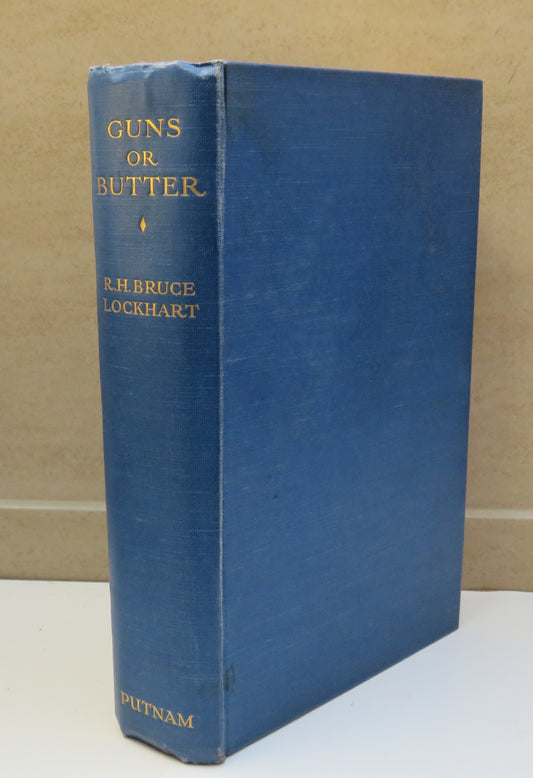 GUNS
OR
BUTTER
R.H.BRUCE
LOCKHART
PUTNAM